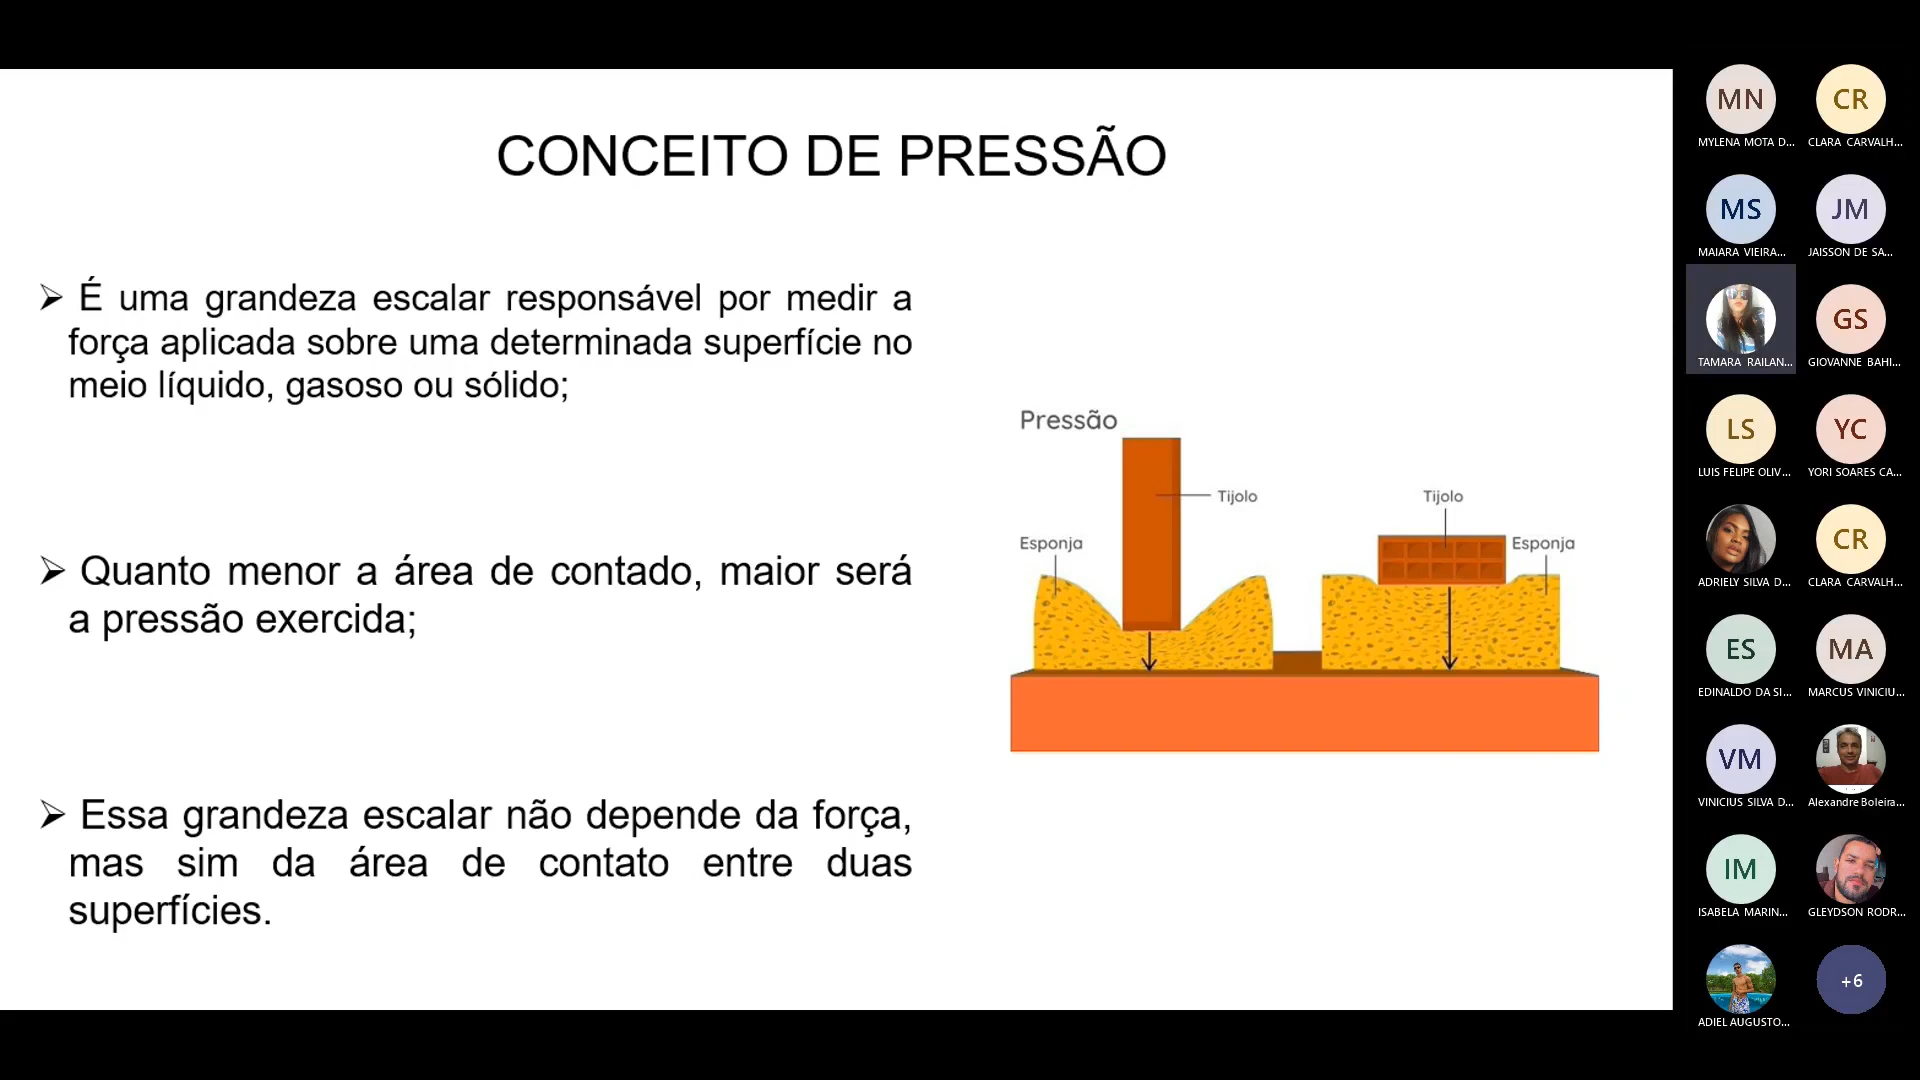 CONCEITO DE PRESSÃO
➢ É uma grandeza escalar responsável por medir a
força aplicada sobre uma determinada superfície no
meio líquido, gasoso ou sólido;
➢ Quanto menor a área de contado, maior será
a pressão exercida;
➢ Essa grandeza escalar não depende da força,
mas sim da área de contato entre duas
superfícies.
Pressão
Tijolo
Tijolo
Esponja
Esponja
MN
MYLENA MOTA D...
CR
CLARA CARVALH...
MS
MAIARA VIEIRA...
JM
JAISSON DE SA...
TAMARA RAILAN...
GS
GIOVANNE BAHI...
LS
LUIS FELIPE OLIV...
YC
YORI SOARES CA...
ADRIELY SILVA D...
CR
CLARA CARVALH...
ES
EDINALDO DA SI...
MA
MARCUS VINICIU...
VM
VINICIUS SILVA D...
Alexandre Boleira...
IM
ISABELA MARIN...
GLEYDSON RODR...
ADIEL AUGUSTO...
+6